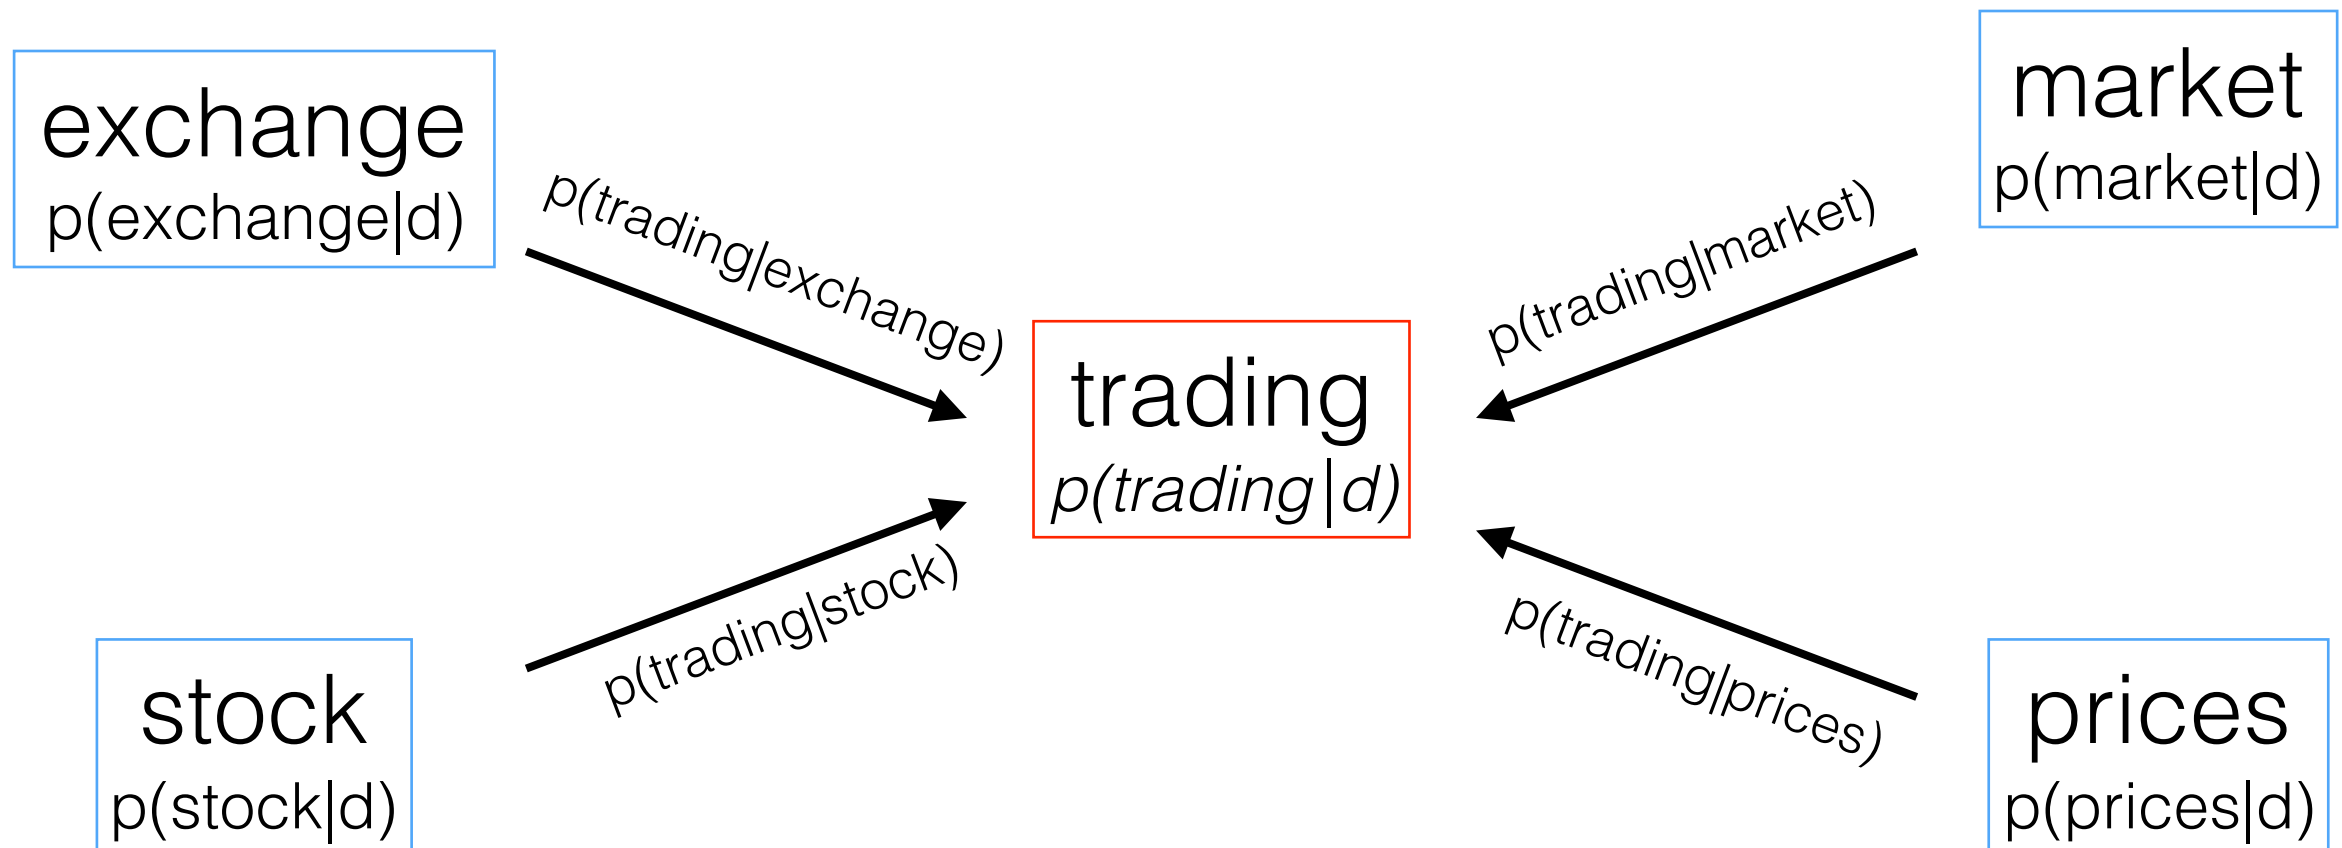 exchange
p(exchange|d)
market
p(market|d)
p(trading|exchange)
p(trading|market)
trading
p(trading|d)
p(trading|stock)
p(trading|prices)
stock
p(stock|d)
prices
p(prices|d)